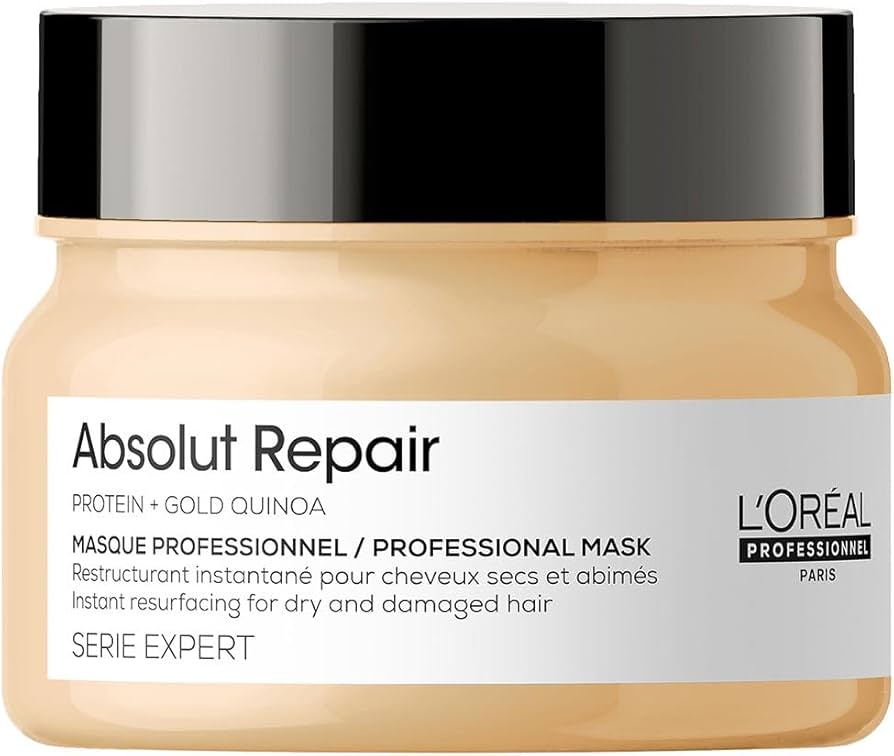 Absolut Repair
PROTEIN + GOLD QUINOA
MASQUE PROFESSIONNEL / PROFESSIONAL MASK
Restructurant instantané pour cheveux secs et abimés
Instant resurfacing for dry and damaged hair
SERIE EXPERT
L'ORÉAL
PROFESSIONNEL
PARIS